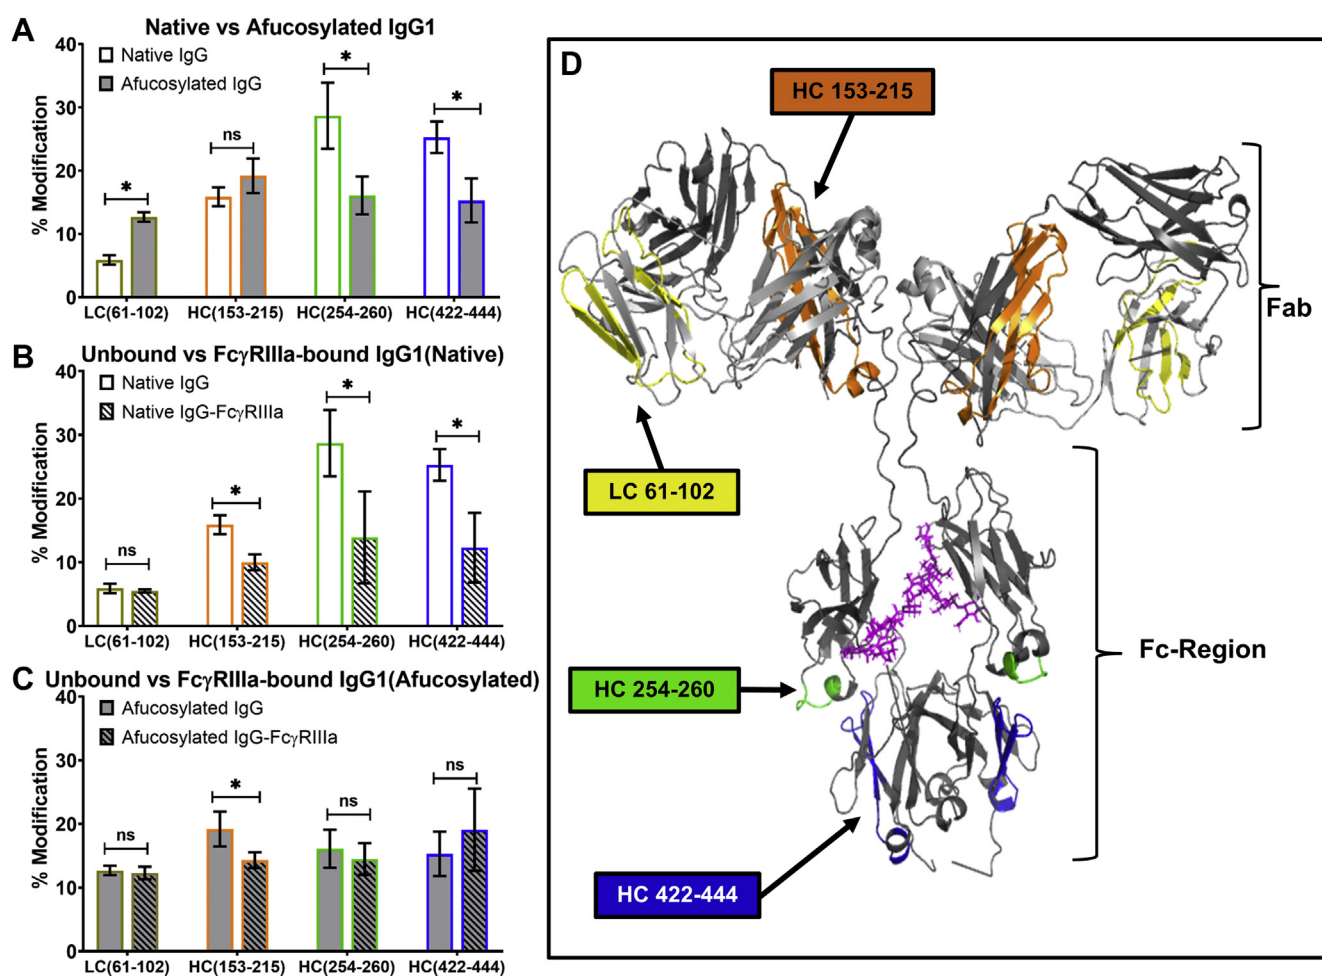 A
Native vs Afucosylated IgG1
Native IgG
Afucosylated IgG
% Modification
40
30
20
10
0
*
ns
*
*
LC(61-102)
HC(153-215)
HC(254-260)
HC(422-444)
B
Unbound vs FcγRIIIa-bound IgG1(Native)
Native IgG
Native IgG-FcγRIIIa
% Modification
40
30
20
10
0
ns
*
*
*
LC(61-102)
HC(153-215)
HC(254-260)
HC(422-444)
C
Unbound vs FcγRIIIa-bound IgG1(Afucosylated)
Afucosylated IgG
Afucosylated IgG-FcγRIIIa
% Modification
40
30
20
10
0
ns
*
ns
ns
LC(61-102)
HC(153-215)
HC(254-260)
HC(422-444)
D
HC 153-215
Fab
LC 61-102
Fc-Region
HC 254-260
HC 422-444